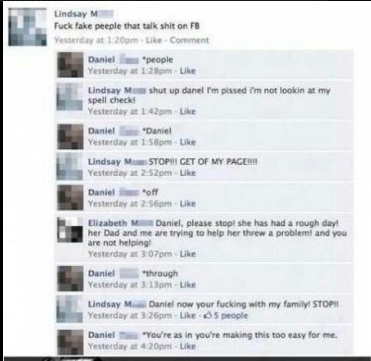 Lindsay M
Fuck fake peeple that talk shit on FB
Yesterday at 1:20pm · Like · Comment
Daniel *people
Yesterday at 1:28pm · Like
Lindsay M shut up danel I'm pissed i'm not lookin at my
spell check!
Yesterday at 1:42pm · Like
Daniel *Daniel
Yesterday at 1:58pm · Like
Lindsay M STOP!!! GET OF MY PAGE!!!!
Yesterday at 2:52pm · Like
Daniel *off
Yesterday at 2:56pm · Like
Elizabeth M Daniel, please stop! she has had a rough day!
her Dad and me are trying to help her threw a problem! and you
are not helping!
Yesterday at 3:07pm · Like
Daniel *through
Yesterday at 3:13pm · Like
Lindsay M Daniel now your fucking with my family! STOP!!
Yesterday at 3:26pm · Like · 5 people
Daniel *You're as in you're making this too easy for me.
Yesterday at 4:20pm · Like